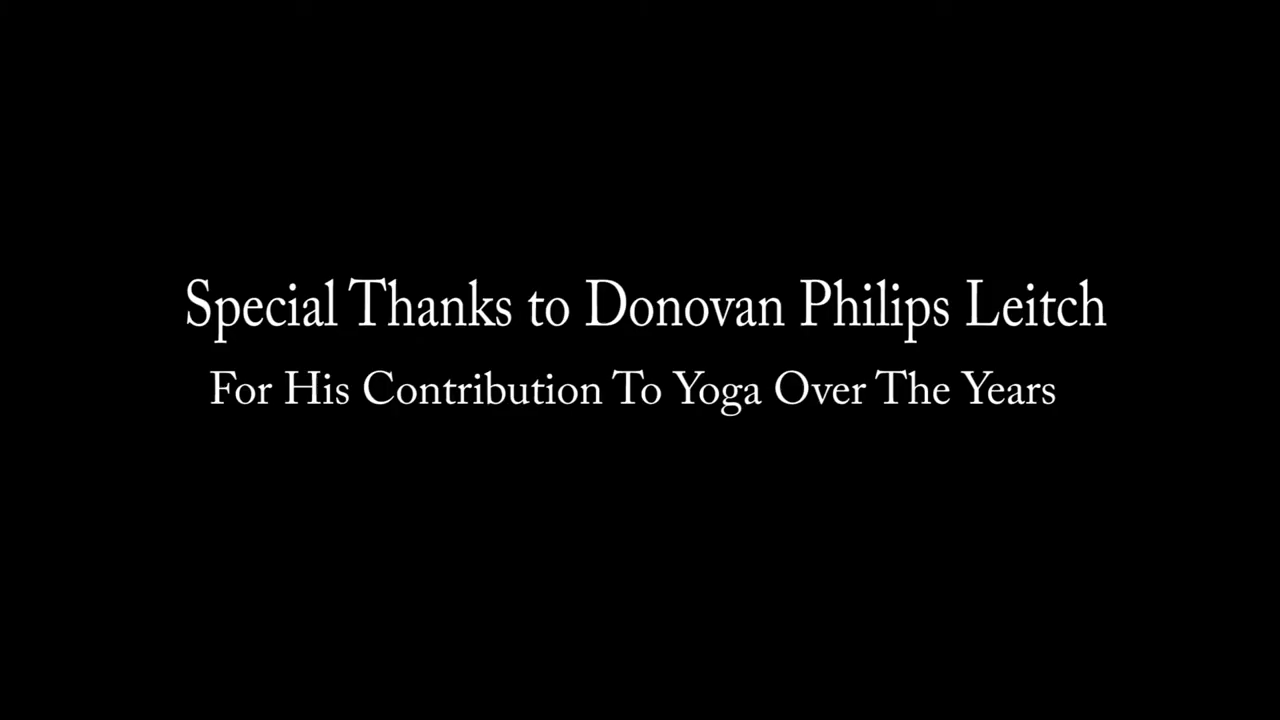 Special Thanks to Donovan Philips Leitch
For His Contribution To Yoga Over The Years